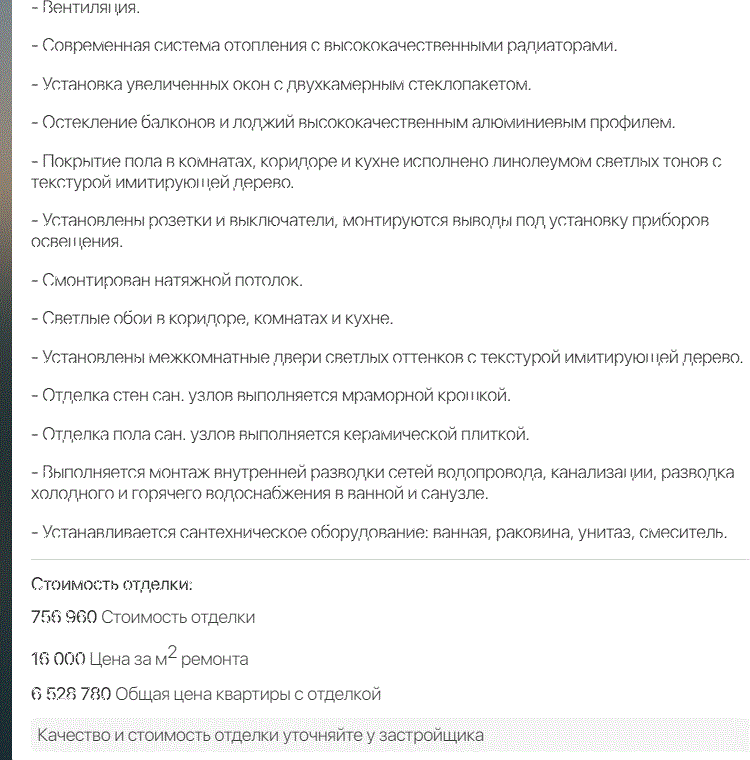 - Вентиляция.
- Современная система отопления с высококачественными радиаторами.
- Установка увеличенных окон с двухкамерным стеклопакетом.
- Остекление балконов и лоджий высококачественным алюминиевым профилем.
- Покрытие пола в комнатах, коридоре и кухне исполнено линолеумом светлых тонов с
текстурой имитирующей дерево.
- Установлены розетки и выключатели, монтируются выводы под установку приборов
освещения.
- Смонтирован натяжной потолок.
- Светлые обои в коридоре, комнатах и кухне.
- Установлены межкомнатные двери светлых оттенков с текстурой имитирующей дерево.
- Отделка стен сан. узлов выполняется мраморной крошкой.
- Отделка пола сан. узлов выполняется керамической плиткой.
- Выполняется монтаж внутренней разводки сетей водопровода, канализации, разводка
холодного и горячего водоснабжения в ванной и санузле.
- Устанавливается сантехническое оборудование: ванная, раковина, унитаз, смеситель.
Стоимость отделки:
756 960 Стоимость отделки
16 000 Цена за м2 ремонта
6 528 780 Общая цена квартиры с отделкой
Качество и стоимость отделки уточняйте у застройщика